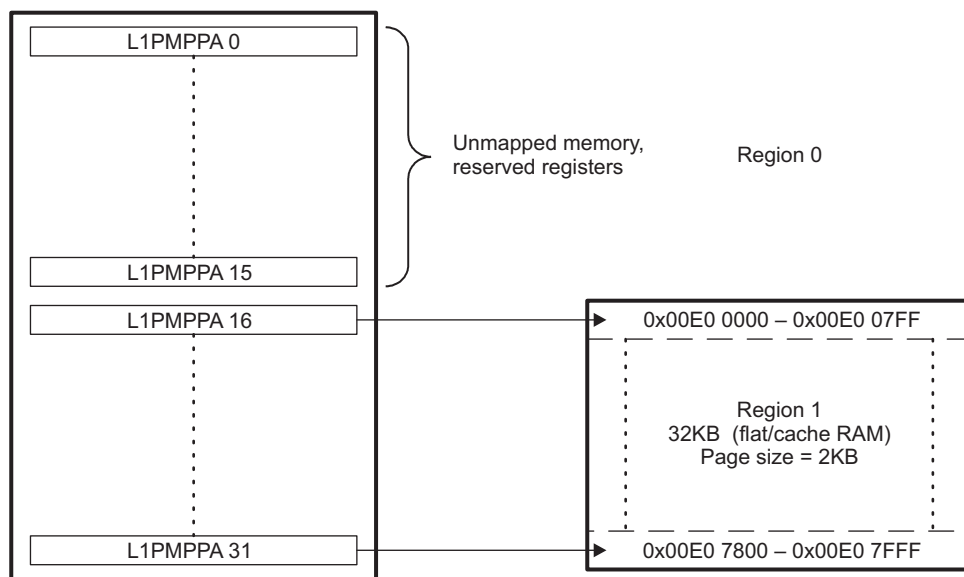 L1PMPPA 0
Unmapped memory,
reserved registers
Region 0
L1PMPPA 15
L1PMPPA 16
0x00E0 0000 – 0x00E0 07FF
Region 1
32KB (flat/cache RAM)
Page size = 2KB
L1PMPPA 31
0x00E0 7800 – 0x00E0 7FFF